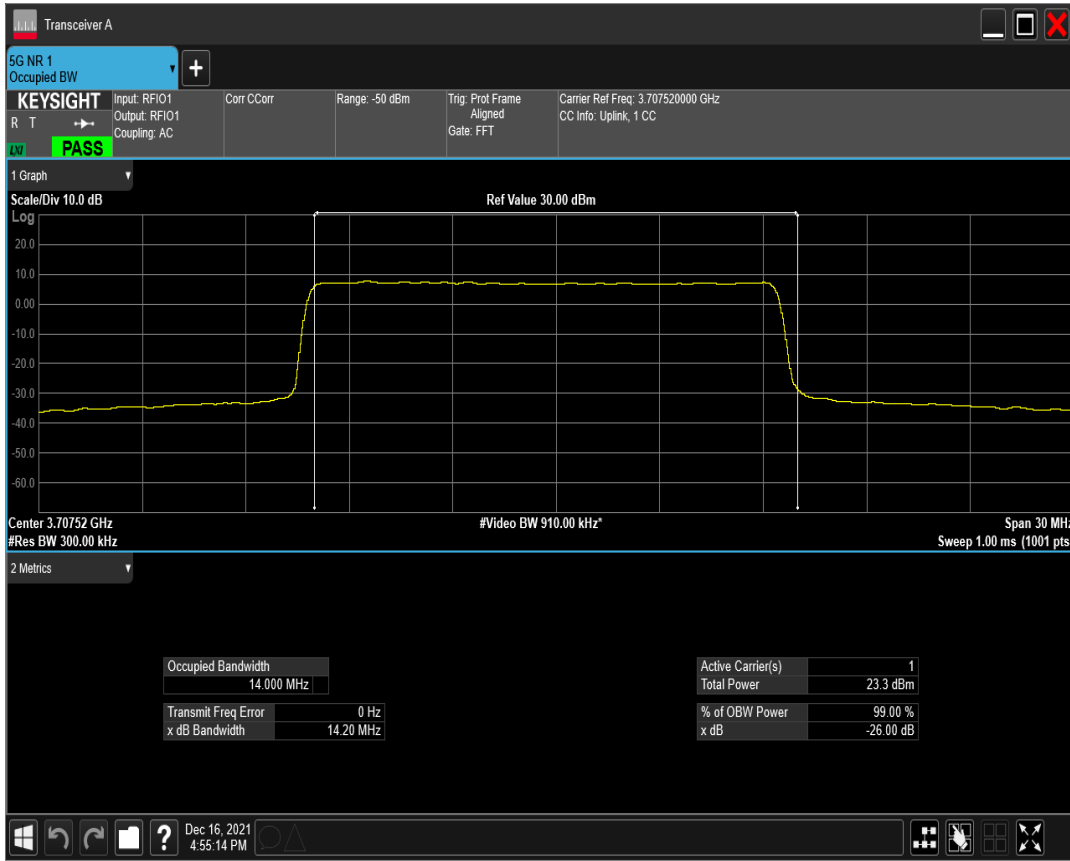 Transceiver A
5G NR 1
Occupied BW
KEYSIGHT
R T
LXI
PASS
Input: RFIO1
Output: RFIO1
Coupling: AC
Corr CCorr
Range: -50 dBm
Trig: Prot Frame
Aligned
Gate: FFT
Carrier Ref Freq: 3.707520000 GHz
CC Info: Uplink, 1 CC
1 Graph
Scale/Div 10.0 dB
Ref Value 30.00 dBm
Log
20.0
10.0
0.00
-10.0
-20.0
-30.0
-40.0
-50.0
-60.0
Center 3.70752 GHz
#Video BW 910.00 kHz*
Span 30 MHz
#Res BW 300.00 kHz
Sweep 1.00 ms (1001 pts
2 Metrics
Occupied Bandwidth
14.000 MHz
Transmit Freq Error 0 Hz
x dB Bandwidth 14.20 MHz
Active Carrier(s) 1
Total Power 23.3 dBm
% of OBW Power 99.00 %
x dB -26.00 dB
?
Dec 16, 2021
4:55:14 PM